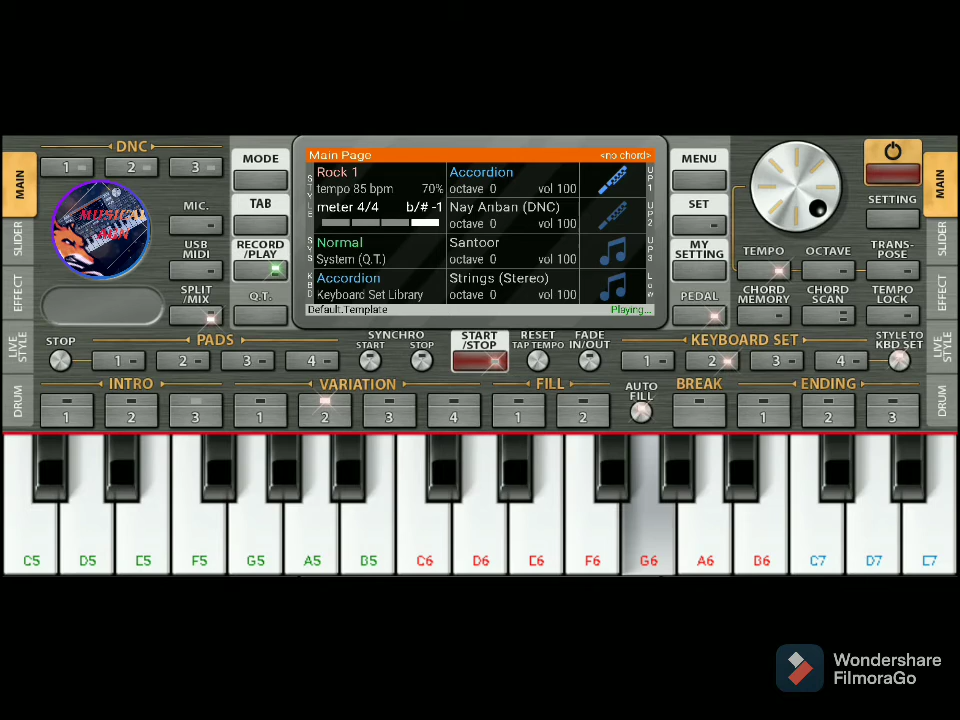 DNC
1
2
3
MAIN
SLIDER
EFFECT
LIVE STYLE
DRUM
MUSICAL
MIC.
USB MIDI
SPLIT /MIX
MODE
TAB
RECORD /PLAY
Q.T.
Main Page <no chord>
Rock 1
tempo 85 bpm 70%
meter 4/4 b/# -1
Normal
System (Q.T.)
Accordion
Keyboard Set Library
Accordion
octave 0 vol 100
Nay Anban (DNC)
octave 0 vol 100
Santoor
octave 0 vol 100
Strings (Stereo)
octave 0 vol 100
STYLE
SYS
KBD
UP1
UP2
UP3
Low
Default.Template Playing...
MENU
SET
MY SETTING
PEDAL
TEMPO
OCTAVE
TRANS-POSE
CHORD MEMORY
CHORD SCAN
TEMPO LOCK
SETTING
MAIN
SLIDER
EFFECT
LIVE STYLE
DRUM
STOP
PADS
1
2
3
4
SYNCHRO
START
STOP
START /STOP
RESET
TAP TEMPO
FADE
IN/OUT
KEYBOARD SET
1
2
3
4
STYLE TO
KBD SET
INTRO
1
2
3
VARIATION
1
2
3
4
FILL
1
2
AUTO
FILL
BREAK
ENDING
1
2
3
C5 D5 E5 F5 G5 A5 B5 C6 D6 E6 F6 G6 A6 B6 C7 D7 E7
Wondershare
FilmoraGo